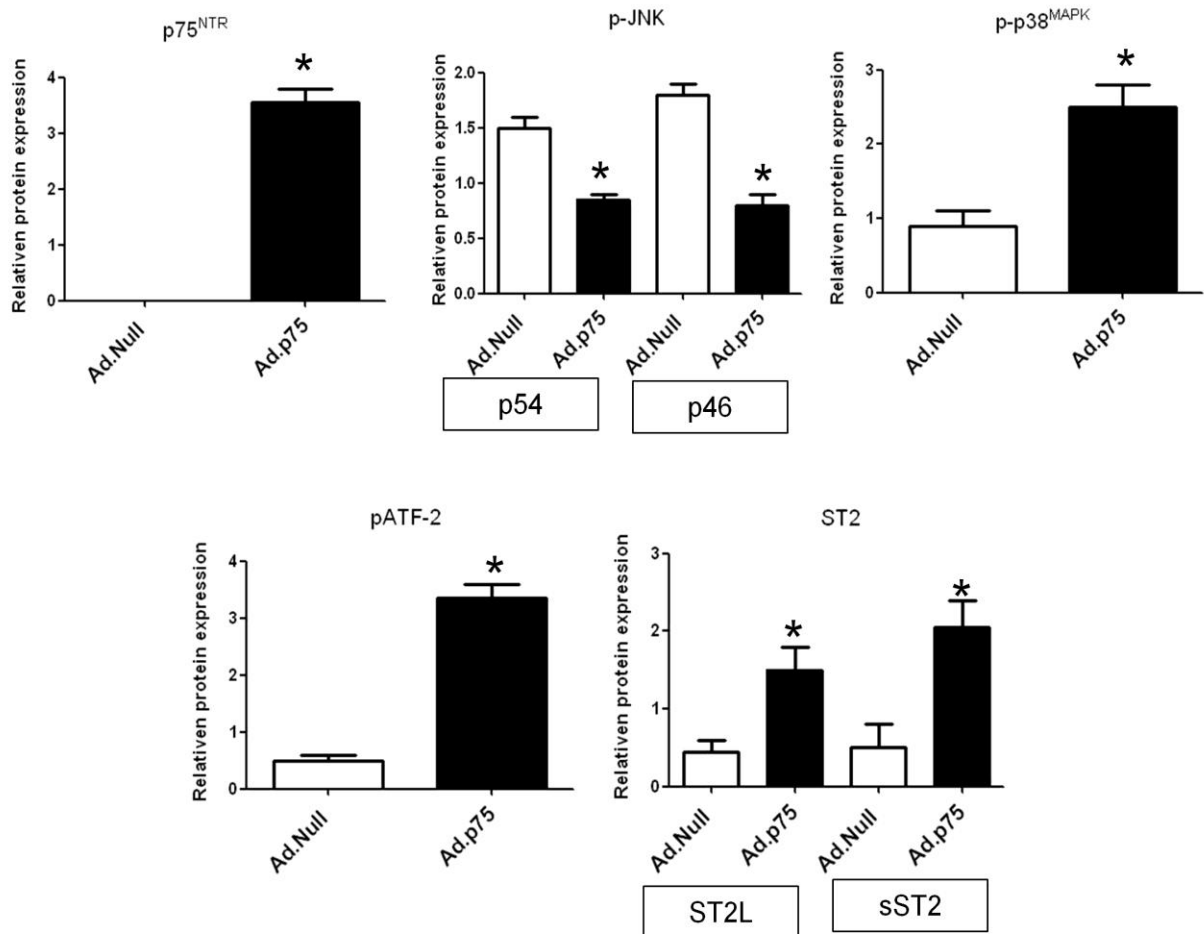 p75NTR
Relativen protein expression
4
3
2
1
0
*
Ad.Null
Ad.p75
p-JNK
Relativen protein expression
2.0
1.5
1.0
0.5
0.0
*
*
Ad.Null
Ad.p75
Ad.Null
Ad.p75
p54
p46
p-p38MAPK
Relativen protein expression
3
2
1
0
*
Ad.Null
Ad.p75
pATF-2
Relativen protein expression
4
3
2
1
0
*
Ad.Null
Ad.p75
ST2
Relativen protein expression
3
2
1
0
*
*
Ad.Null
Ad.p75
Ad.Null
Ad.p75
ST2L
sST2